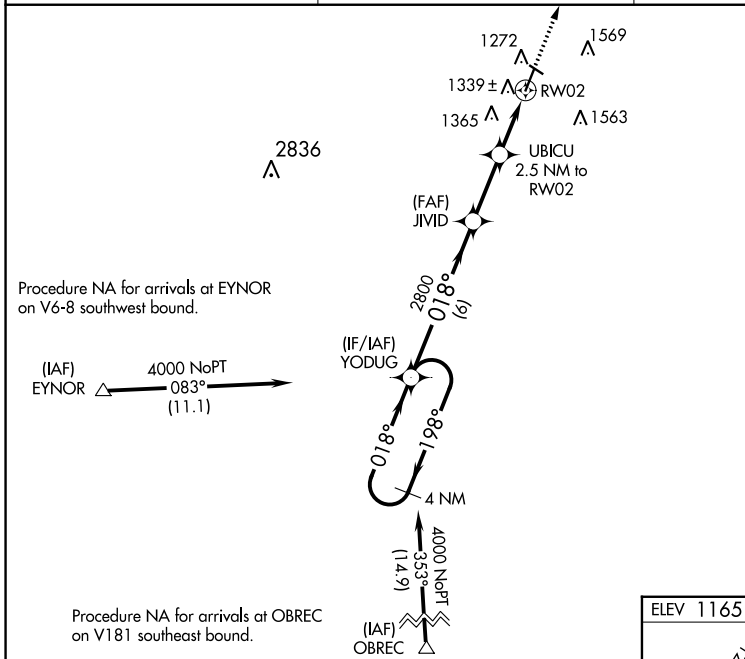 1272
1569
1339 ±
RW02
1365
1563
2836
UBICU
2.5 NM to
RW02
(FAF)
JIVID
Procedure NA for arrivals at EYNOR
on V6-8 southwest bound.
2800
018°
(6)
(IF/IAF)
YODUG
(IAF)
EYNOR
4000 NoPT
083°
(11.1)
018°
198°
4 NM
4000 NoPT
353°
(14.9)
Procedure NA for arrivals at OBREC
on V181 southeast bound.
(IAF)
OBREC
ELEV 1165